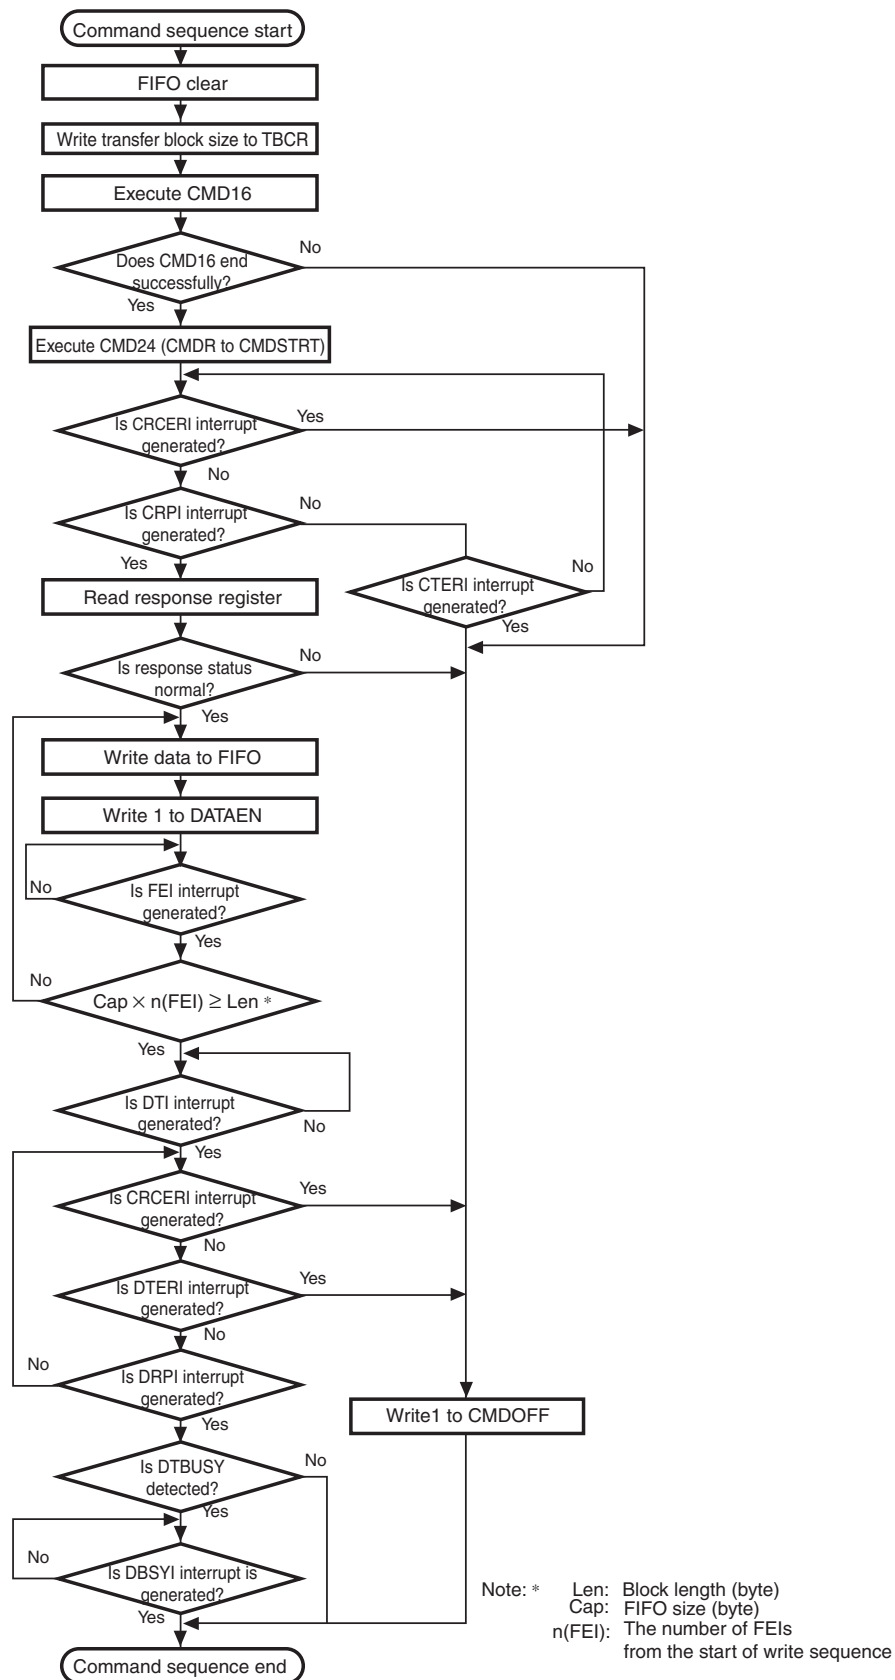 Command sequence start
FIFO clear
Write transfer block size to TBCR
Execute CMD16
No
Does CMD16 end
successfully?
Yes
Execute CMD24 (CMDR to CMDSTRT)
Is CRCERI interrupt
generated?
Yes
No
Is CRPI interrupt
generated?
No
Yes
Is CTERI interrupt
generated?
No
Yes
Read response register
Is response status
normal?
No
Yes
Write data to FIFO
Write 1 to DATAEN
No
Is FEI interrupt
generated?
Yes
No
Cap × n(FEI) ≥ Len *
Yes
Is DTI interrupt
generated?
No
Yes
Is CRCERI interrupt
generated?
Yes
No
Is DTERI interrupt
generated?
Yes
No
No
Is DRPI interrupt
generated?
Yes
Write1 to CMDOFF
Is DTBUSY
detected?
No
Yes
No
Is DBSYI interrupt is
generated?
Yes
Command sequence end
Note: * Len: Block length (byte)
Cap: FIFO size (byte)
n(FEI): The number of FEIs
from the start of write sequence